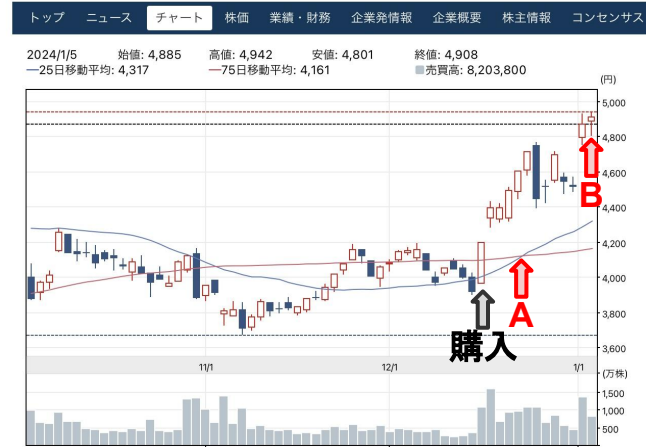 トップ ニュース チャート 株価 業績・財務 企業発情報 企業概要 株主情報 コンセンサス
2024/1/5 始値: 4,885 高値: 4,942 安値: 4,801 終値: 4,908
—25日移動平均: 4,317 —75日移動平均: 4,161 ■売買高: 8,203,800
(円)
5,000
4,800
4,600
B
4,400
4,200
4,000
A
3,800
購入
3,600
11/1 12/1 1/1
(万株)
1,500
1,000
500